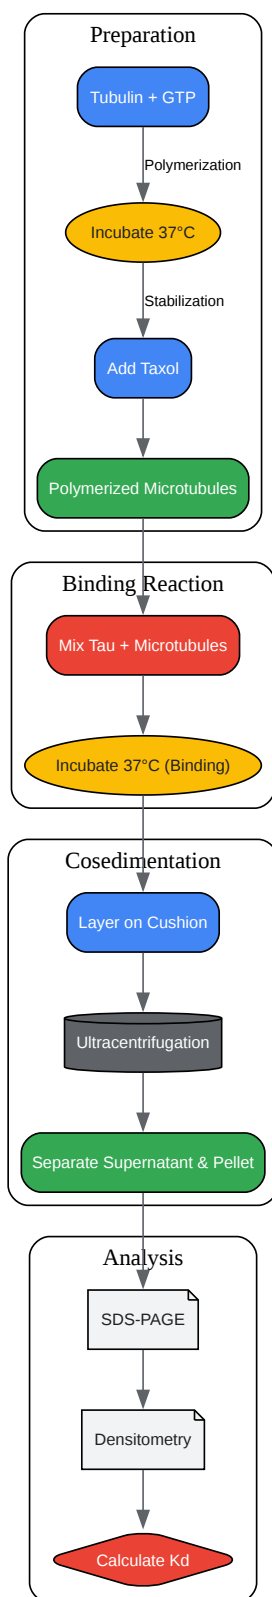 Preparation
Tubulin + GTP
Polymerization
Incubate 37°C
Stabilization
Add Taxol
Polymerized Microtubules
Binding Reaction
Mix Tau + Microtubules
Incubate 37°C (Binding)
Cosedimentation
Layer on Cushion
Ultracentrifugation
Separate Supernatant & Pellet
Analysis
SDS-PAGE
Densitometry
Calculate Kd